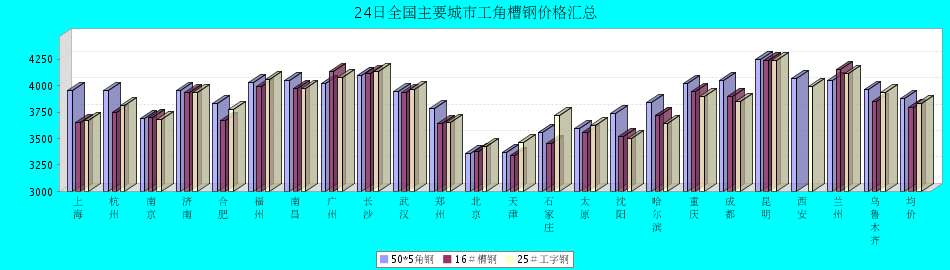 24日全国主要城市工角槽钢价格汇总
4250
4000
3750
3500
3250
3000
上海
杭州
南京
济南
合肥
福州
南昌
广州
长沙
武汉
郑州
北京
天津
石家庄
太原
沈阳
哈尔滨
重庆
成都
昆明
西安
兰州
乌鲁木齐
均价
50*5角钢
16#槽钢
25#工字钢